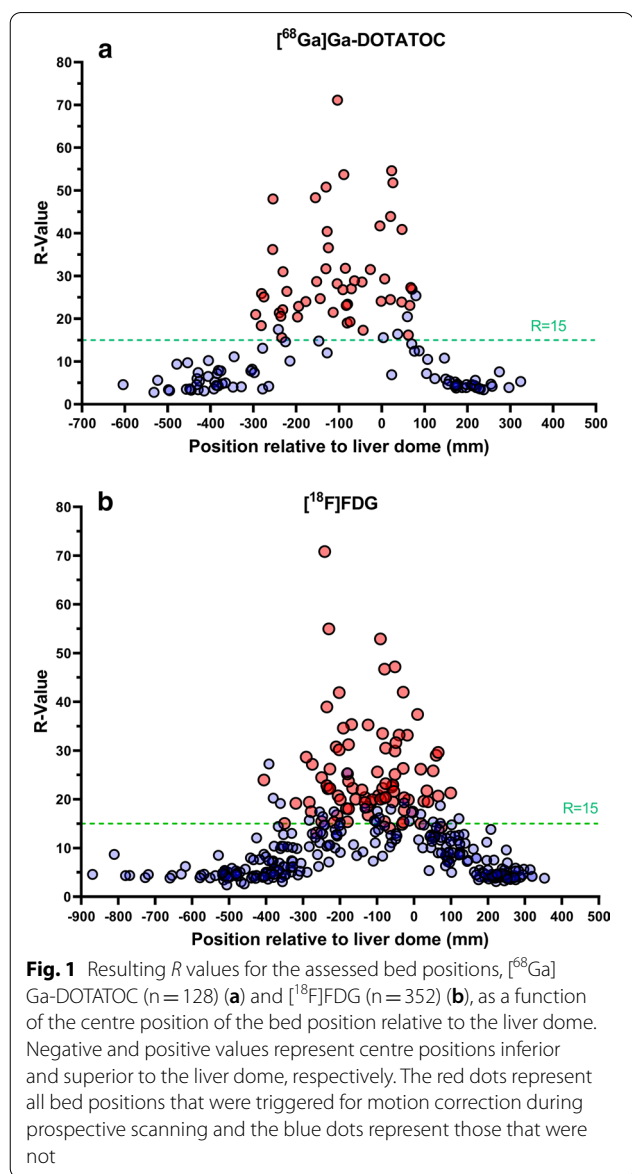 a
[⁶⁸Ga]Ga-DOTATOC
80
70
60
50
40
30
20
10
0
R-Value
R=15
-700 -600 -500 -400 -300 -200 -100 0 100 200 300 400 500
Position relative to liver dome (mm)
b
[¹⁸F]FDG
80
70
60
50
40
30
20
10
0
R-Value
R=15
-900 -800 -700 -600 -500 -400 -300 -200 -100 0 100 200 300 400 500
Position relative to liver dome (mm)
Fig. 1 Resulting R values for the assessed bed positions, [⁶⁸Ga]
Ga-DOTATOC (n = 128) (a) and [¹⁸F]FDG (n = 352) (b), as a function
of the centre position of the bed position relative to the liver dome.
Negative and positive values represent centre positions inferior
and superior to the liver dome, respectively. The red dots represent
all bed positions that were triggered for motion correction during
prospective scanning and the blue dots represent those that were
not